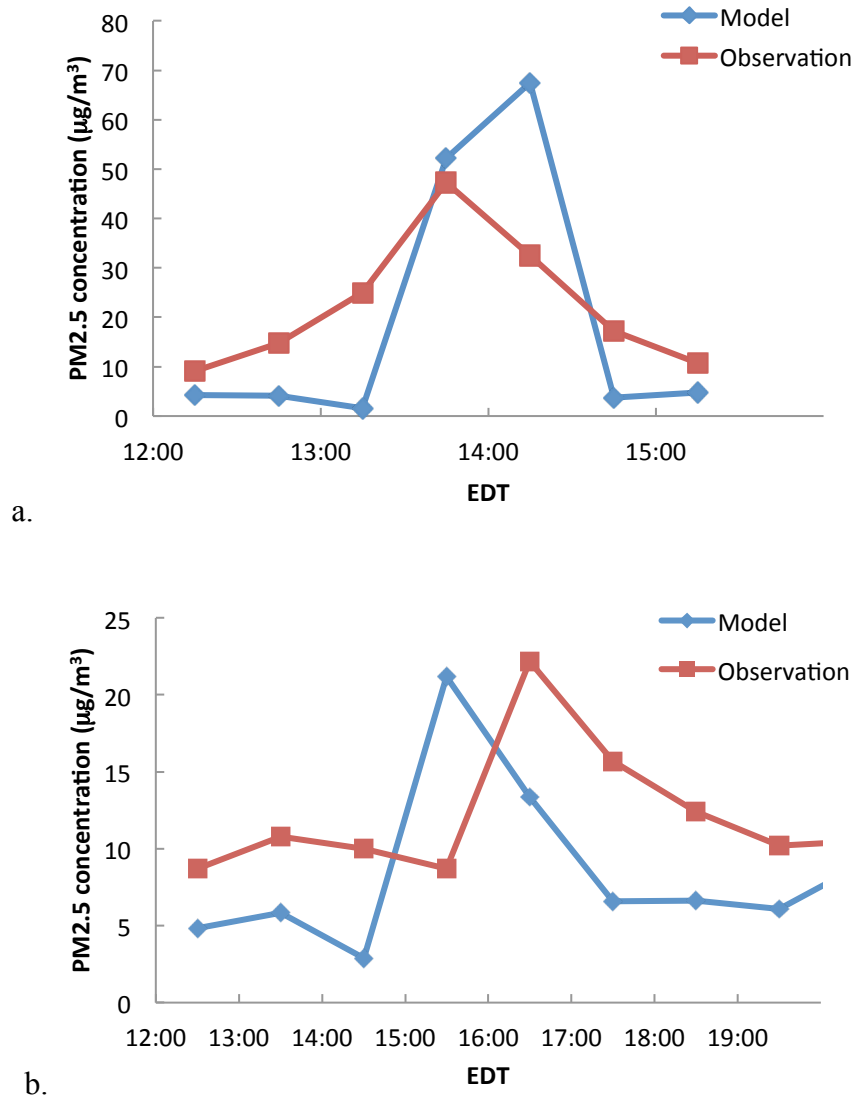 80
70
60
50
40
30
20
10
0
PM2.5 concentration (µg/m³)
Model
Observation
12:00 13:00 14:00 15:00
EDT
a.
25
20
15
10
5
0
PM2.5 concentration (µg/m³)
Model
Observation
12:00 13:00 14:00 15:00 16:00 17:00 18:00 19:00
EDT
b.